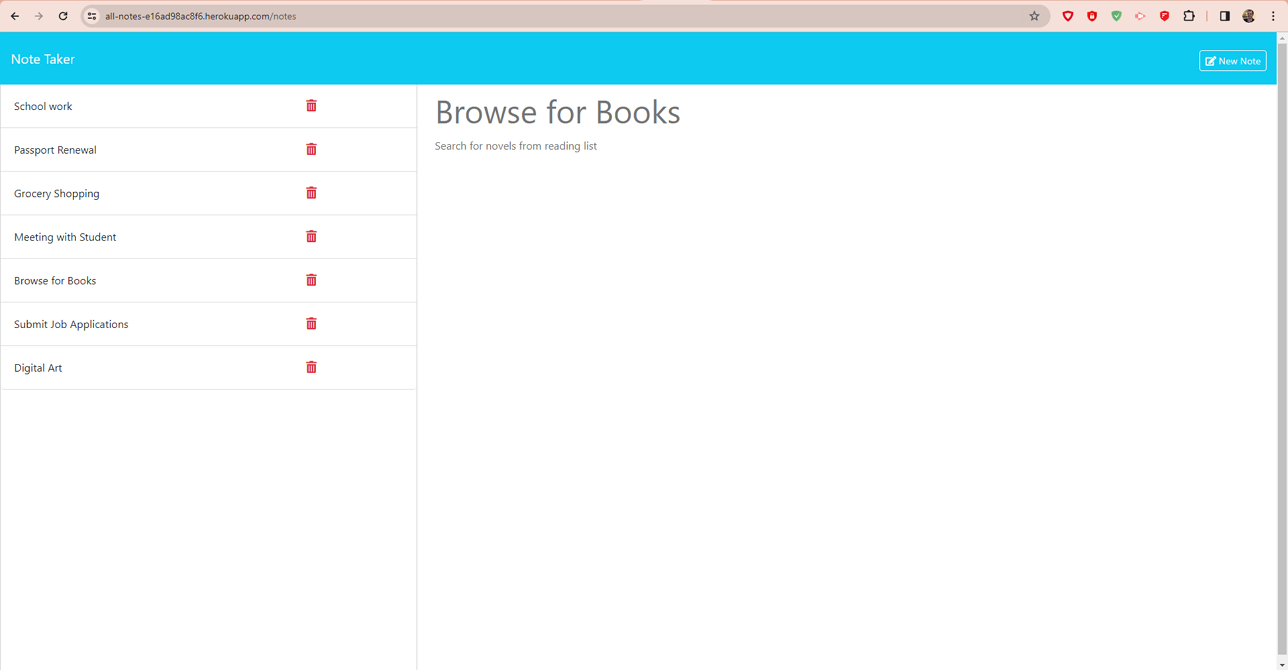 all-notes-e16ad98ac8f6.herokuapp.com/notes
Note Taker
New Note
School work
Passport Renewal
Grocery Shopping
Meeting with Student
Browse for Books
Submit Job Applications
Digital Art
Browse for Books
Search for novels from reading list